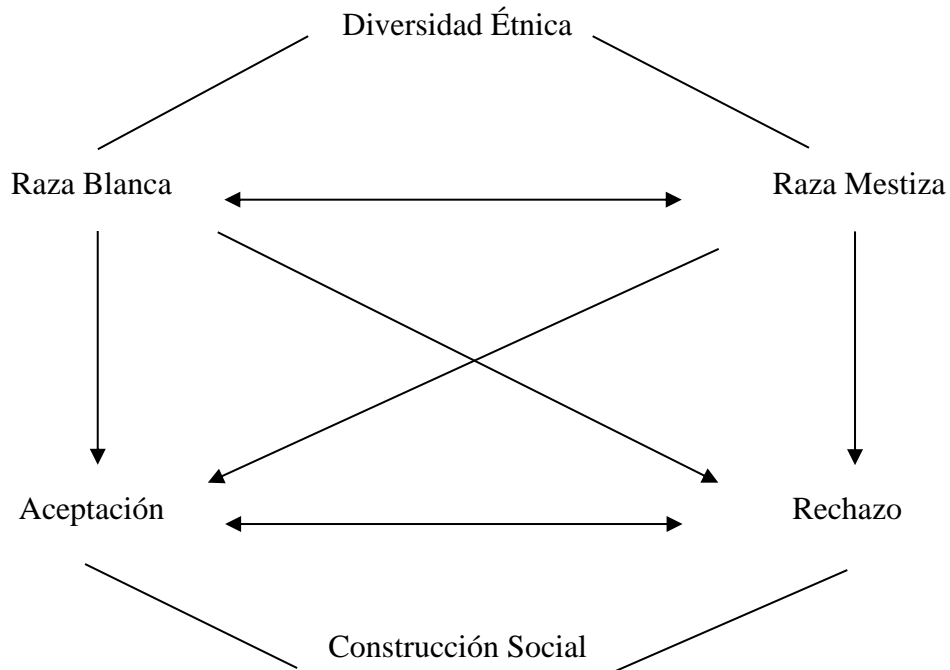 Diversidad Étnica
Raza Blanca
Raza Mestiza
Aceptación
Rechazo
Construcción Social